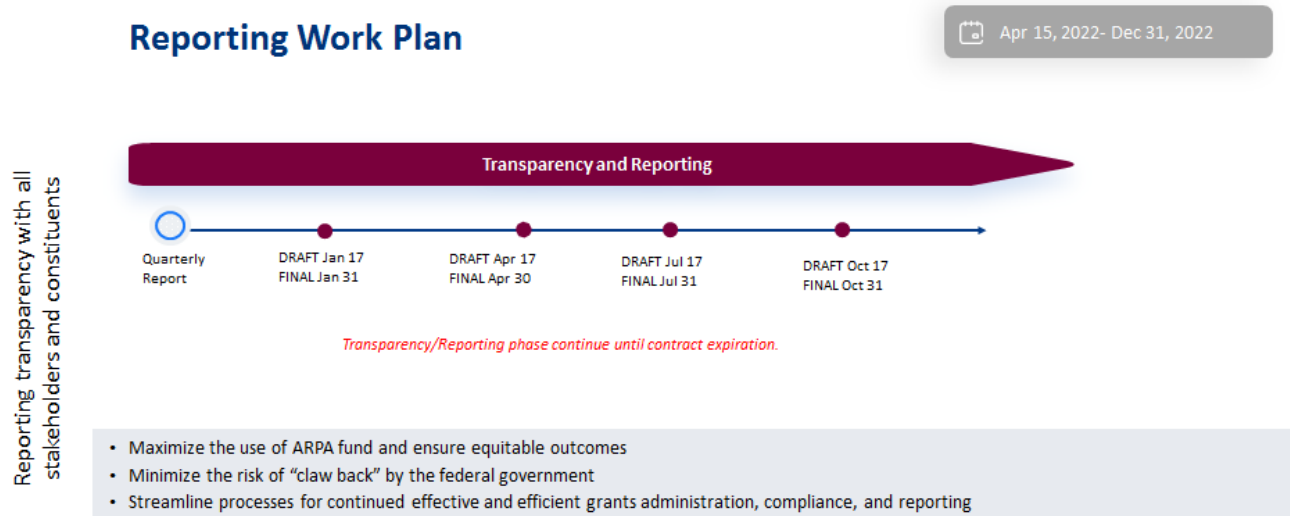 Reporting Work Plan
Apr 15, 2022- Dec 31, 2022
Reporting transparency with all
stakeholders and constituents
Transparency and Reporting
Quarterly
Report
DRAFT Jan 17
FINAL Jan 31
DRAFT Apr 17
FINAL Apr 30
DRAFT Jul 17
FINAL Jul 31
DRAFT Oct 17
FINAL Oct 31
Transparency/Reporting phase continue until contract expiration.
• Maximize the use of ARPA fund and ensure equitable outcomes
• Minimize the risk of “claw back” by the federal government
• Streamline processes for continued effective and efficient grants administration, compliance, and reporting